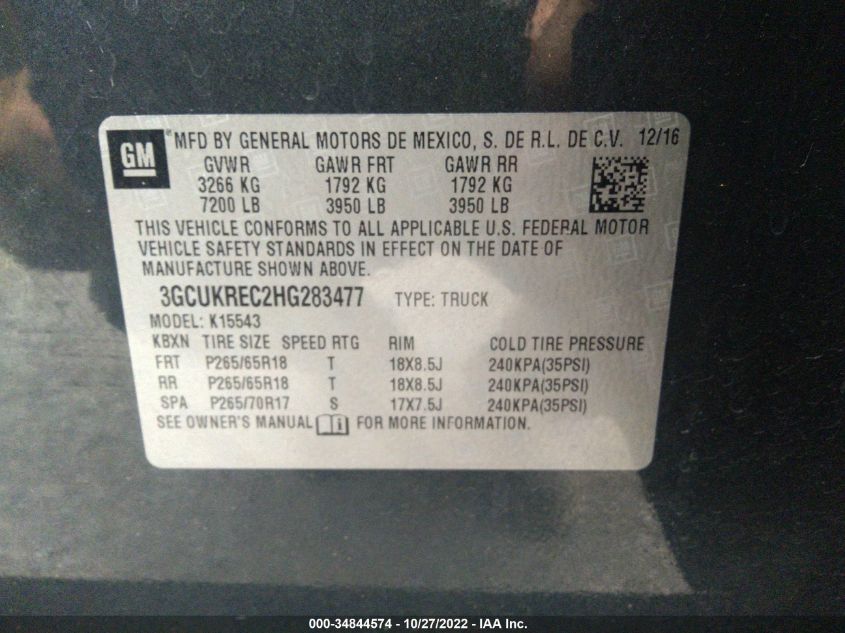 GM
MFD BY GENERAL MOTORS DE MEXICO, S. DE R.L. DE C.V. 12/16
GVWR GAWR FRT GAWR RR
3266 KG 1792 KG 1792 KG
7200 LB 3950 LB 3950 LB
THIS VEHICLE CONFORMS TO ALL APPLICABLE U.S. FEDERAL MOTOR
VEHICLE SAFETY STANDARDS IN EFFECT ON THE DATE OF
MANUFACTURE SHOWN ABOVE.
3GCUKREC2HG283477 TYPE: TRUCK
MODEL: K15543
KBXN TIRE SIZE SPEED RTG RIM COLD TIRE PRESSURE
FRT P265/65R18 T 18X8.5J 240KPA(35PSI)
RR P265/65R18 T 18X8.5J 240KPA(35PSI)
SPA P265/70R17 S 17X7.5J 240KPA(35PSI)
SEE OWNER'S MANUAL FOR MORE INFORMATION.
000-34844574 - 10/27/2022 - IAA Inc.